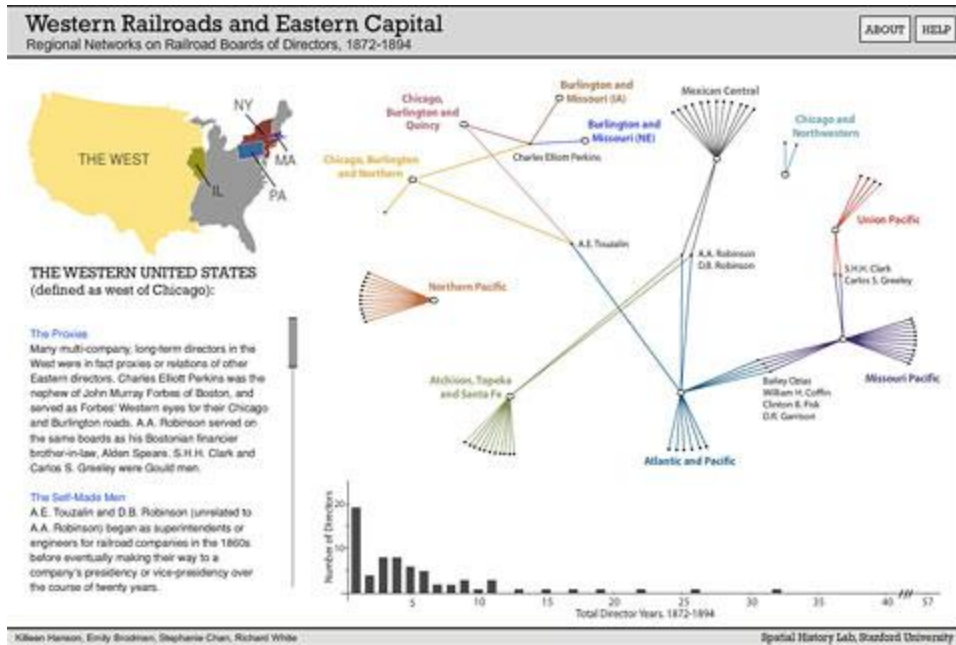 Western Railroads and Eastern Capital
Regional Networks on Railroad Boards of Directors, 1872-1894
ABOUT
HELP
NY
THE WEST
MA
IL
PA
THE WESTERN UNITED STATES
(defined as west of Chicago):
The Proxies
Many multi-company, long-term directors in the
West were in fact proxies or relations of other
Eastern directors. Charles Elliott Perkins was the
nephew of John Murray Forbes of Boston, and
served as Forbes' Western eyes for their Chicago
and Burlington roads. A.A. Robinson served on
the same boards as his Bostonian financier
brother-in-law, Alden Speare. S.H.H. Clark and
Carlos S. Greeley were Gould men.
The Self-Made Men
A.E. Touzalin and D.B. Robinson (unrelated to
A.A. Robinson) began as superintendents or
engineers for railroad companies in the 1860s
before eventually making their way to a
company's presidency or vice-presidency over
the course of twenty years.
Chicago,
Burlington and
Quincy
Burlington and
Missouri (IA)
Burlington and
Missouri (NE)
Charles Elliott Perkins
Chicago, Burlington
and Northern
Mexican Central
Chicago and
Northwestern
Union Pacific
A.E. Touzalin
A.A. Robinson
D.B. Robinson
S.H.H. Clark
Carlos S. Greeley
Northern Pacific
Atchison, Topeka
and Santa Fe
Bailey Ozias
William H. Coffin
Clinton B. Fisk
D.R. Garrison
Missouri Pacific
Atlantic and Pacific
Number of Directors
20
10
5 10 15 20 25 30 35 40 57
Total Director Years, 1872-1894
Killeen Hanson, Emily Brodman, Stephanie Chan, Richard White
Spatial History Lab, Stanford University